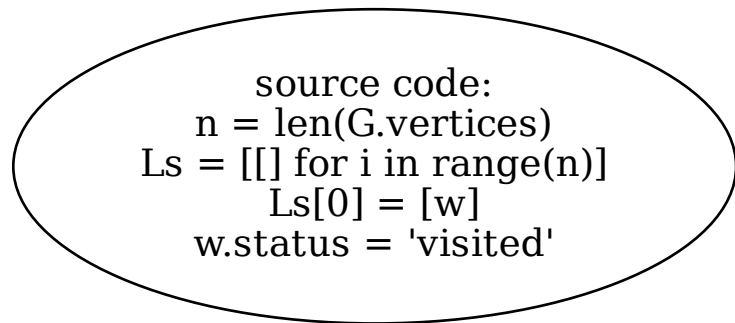 source code:
n = len(G.vertices)
Ls = [[] for i in range(n)]
Ls[0] = [w]
w.status = 'visited'